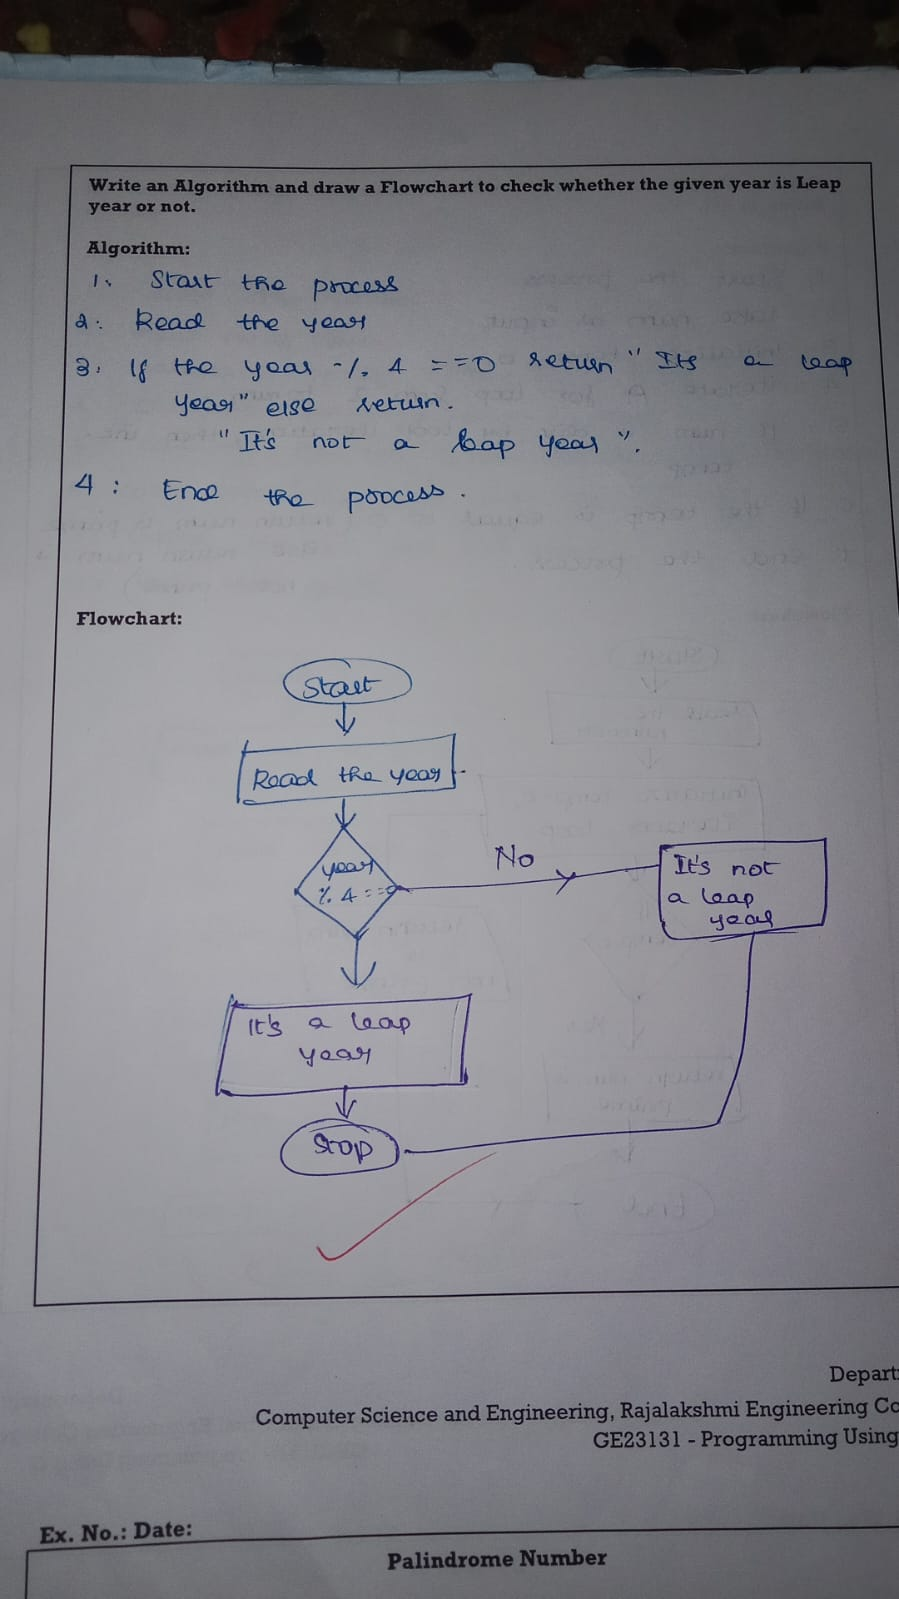 Write an Algorithm and draw a Flowchart to check whether the given year is Leap
year or not.
Algorithm:
1. Start the process
2: Read the year
3. If the year % 4 ==0 return "Its a leap
year" else return.
"It's not a leap year".
4: End the process.
Flowchart:
Start
Read the year
year
% 4 ==0
No
It's not
a leap
year
It's a leap
year
Stop
Depart
Computer Science and Engineering, Rajalakshmi Engineering Co
GE23131 - Programming Using
Ex. No.: Date:
Palindrome Number